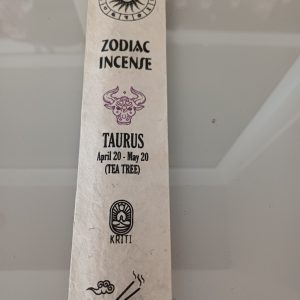 ZODIAC
INCENSE
TAURUS
April 20 - May 20
(TEA TREE)
KRITI